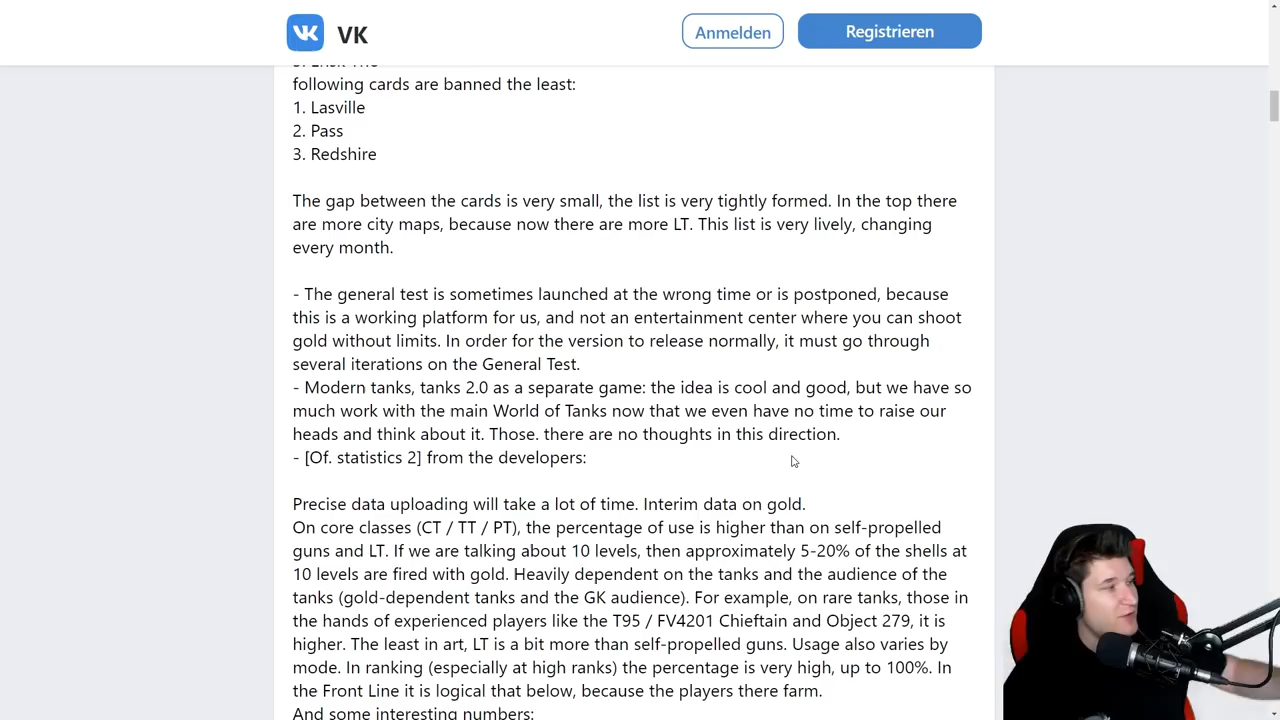 VK
Anmelden
Registrieren
following cards are banned the least:
1. Lasville
2. Pass
3. Redshire
The gap between the cards is very small, the list is very tightly formed. In the top there
are more city maps, because now there are more LT. This list is very lively, changing
every month.
- The general test is sometimes launched at the wrong time or is postponed, because
this is a working platform for us, and not an entertainment center where you can shoot
gold without limits. In order for the version to release normally, it must go through
several iterations on the General Test.
- Modern tanks, tanks 2.0 as a separate game: the idea is cool and good, but we have so
much work with the main World of Tanks now that we even have no time to raise our
heads and think about it. Those. there are no thoughts in this direction.
- [Of. statistics 2] from the developers:
Precise data uploading will take a lot of time. Interim data on gold.
On core classes (CT / TT / PT), the percentage of use is higher than on self-propelled
guns and LT. If we are talking about 10 levels, then approximately 5-20% of the shells at
10 levels are fired with gold. Heavily dependent on the tanks and the audience of the
tanks (gold-dependent tanks and the GK audience). For example, on rare tanks, those in
the hands of experienced players like the T95 / FV4201 Chieftain and Object 279, it is
higher. The least in art, LT is a bit more than self-propelled guns. Usage also varies by
mode. In ranking (especially at high ranks) the percentage is very high, up to 100%. In
the Front Line it is logical that below, because the players there farm.
And some interesting numbers: